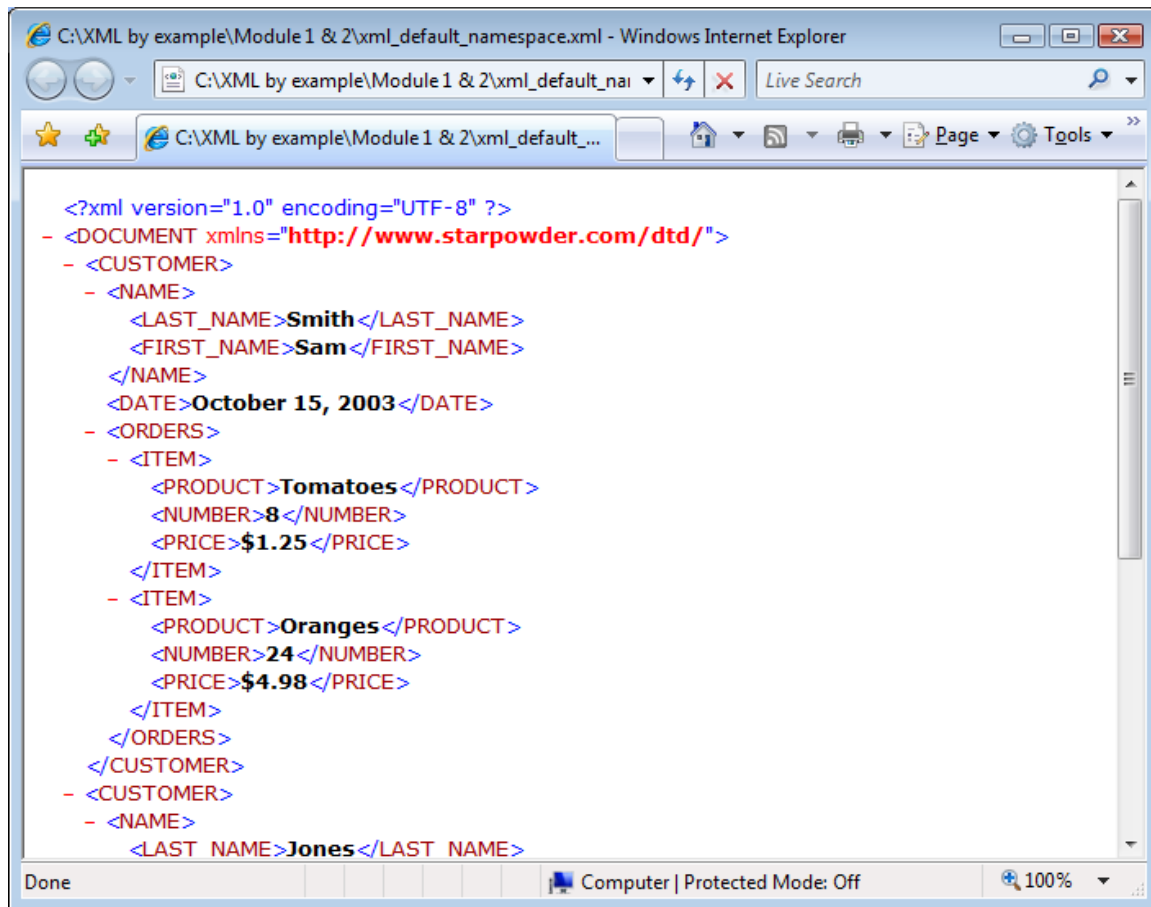 C:\XML by example\Module 1 & 2\xml_default_namespace.xml - Windows Internet Explorer
C:\XML by example\Module 1 & 2\xml_default_nar Live Search
C:\XML by example\Module 1 & 2\xml_default_... Page Tools »
<?xml version="1.0" encoding="UTF-8" ?>
- <DOCUMENT xmlns="http://www.starpowder.com/dtd/">
- <CUSTOMER>
- <NAME>
<LAST_NAME>Smith</LAST_NAME>
<FIRST_NAME>Sam</FIRST_NAME>
</NAME>
<DATE>October 15, 2003</DATE>
- <ORDERS>
- <ITEM>
<PRODUCT>Tomatoes</PRODUCT>
<NUMBER>8</NUMBER>
<PRICE>$1.25</PRICE>
</ITEM>
- <ITEM>
<PRODUCT>Oranges</PRODUCT>
<NUMBER>24</NUMBER>
<PRICE>$4.98</PRICE>
</ITEM>
</ORDERS>
</CUSTOMER>
- <CUSTOMER>
- <NAME>
<LAST_NAME>Jones</LAST_NAME>
Done Computer | Protected Mode: Off 100%